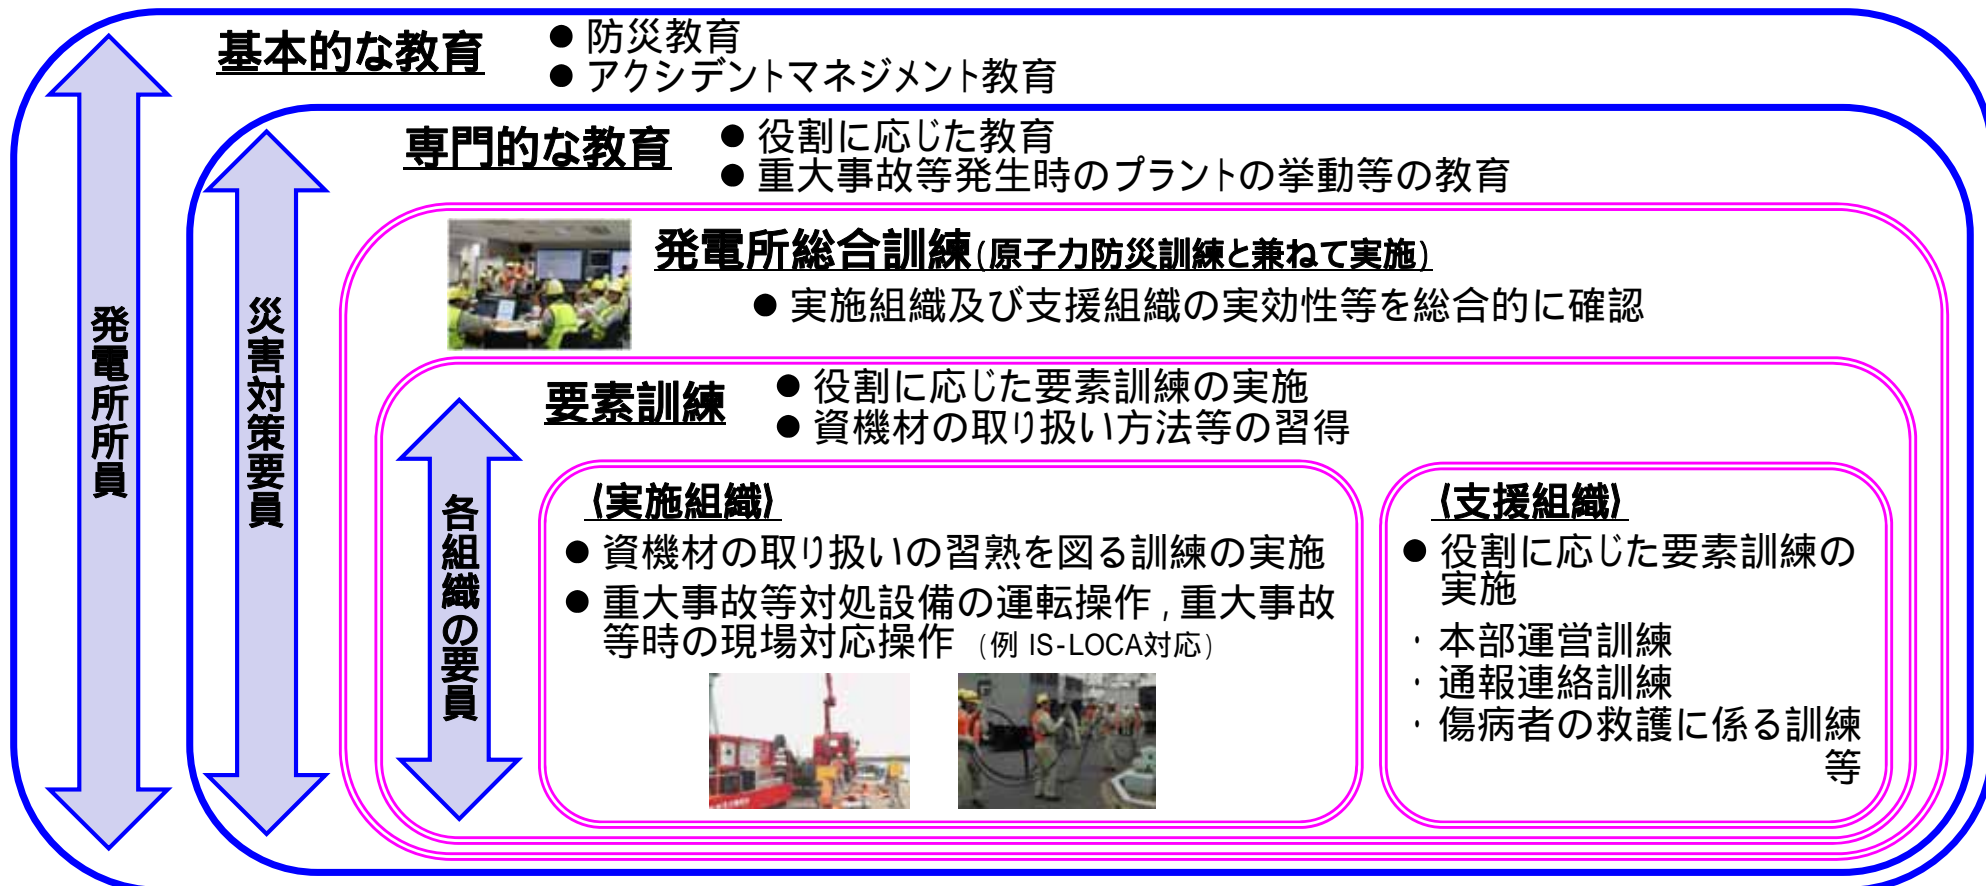 基本的な教育
● 防災教育
● アクシデントマネジメント教育
専門的な教育
● 役割に応じた教育
● 重大事故等発生時のプラントの挙動等の教育
発電所総合訓練(原子力防災訓練と兼ねて実施)
● 実施組織及び支援組織の実効性等を総合的に確認
要素訓練
● 役割に応じた要素訓練の実施
● 資機材の取り扱い方法等の習得
発電所所員
災害対策要員
各組織の要員
⟨実施組織⟩
● 資機材の取り扱いの習熟を図る訓練の実施
● 重大事故等対処設備の運転操作,重大事故
等時の現場対応操作 (例 IS-LOCA対応)
⟨支援組織⟩
● 役割に応じた要素訓練の
実施
・本部運営訓練
・通報連絡訓練
・傷病者の救護に係る訓練
等